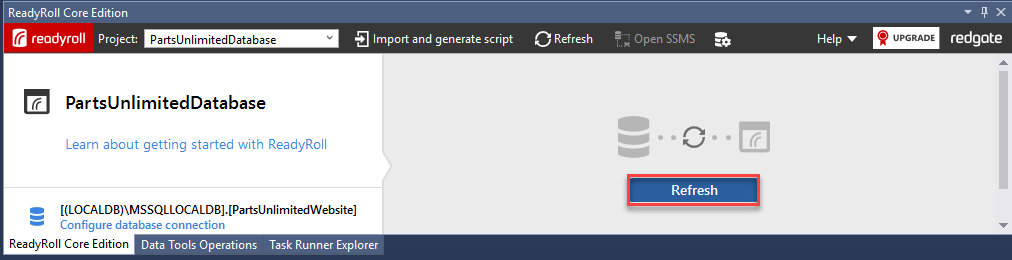 ReadyRoll Core Edition
readyroll Project: PartsUnlimitedDatabase Import and generate script Refresh Open SSMS Help UPGRADE redgate
PartsUnlimitedDatabase
Learn about getting started with ReadyRoll
Refresh
[(LOCALDB)\MSSQLLOCALDB].[PartsUnlimitedWebsite]
Configure database connection
ReadyRoll Core Edition Data Tools Operations Task Runner Explorer